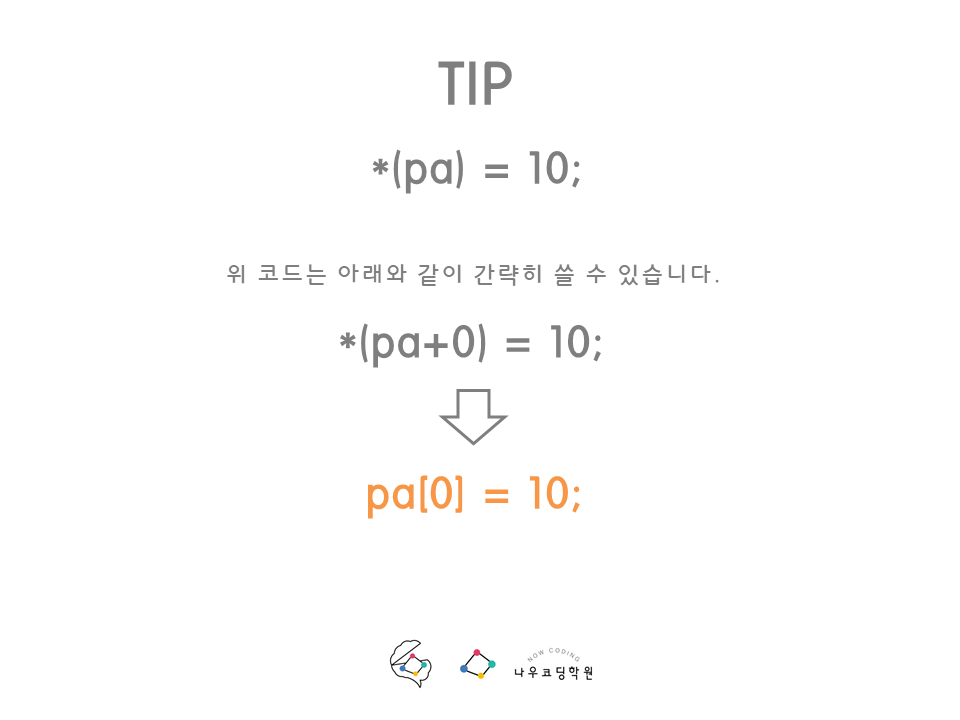 TIP
*(pa) = 10;
위 코드는 아래와 같이 간략히 쓸 수 있습니다.
*(pa+0) = 10;
pa[0] = 10;
NOW CODING
나우코딩학원